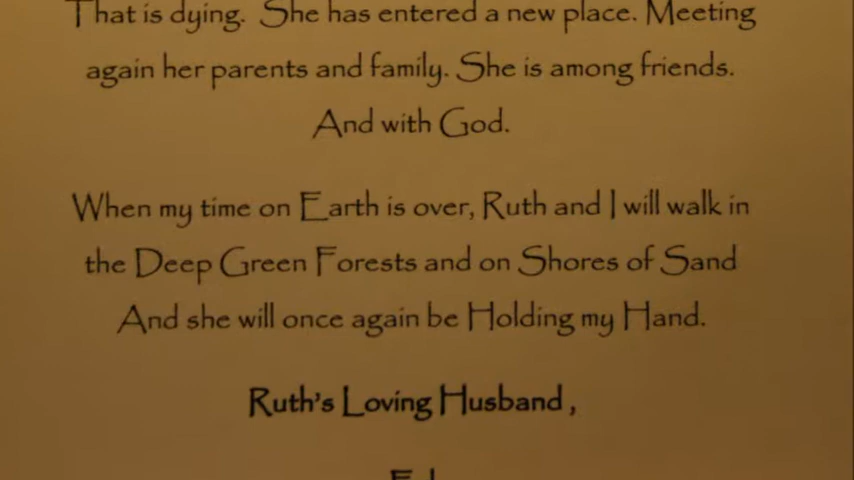 That is dying. She has entered a new place. Meeting
again her parents and family. She is among friends.
And with God.
When my time on Earth is over, Ruth and I will walk in
the Deep Green Forests and on Shores of Sand
And she will once again be Holding my Hand.
Ruth's Loving Husband ,